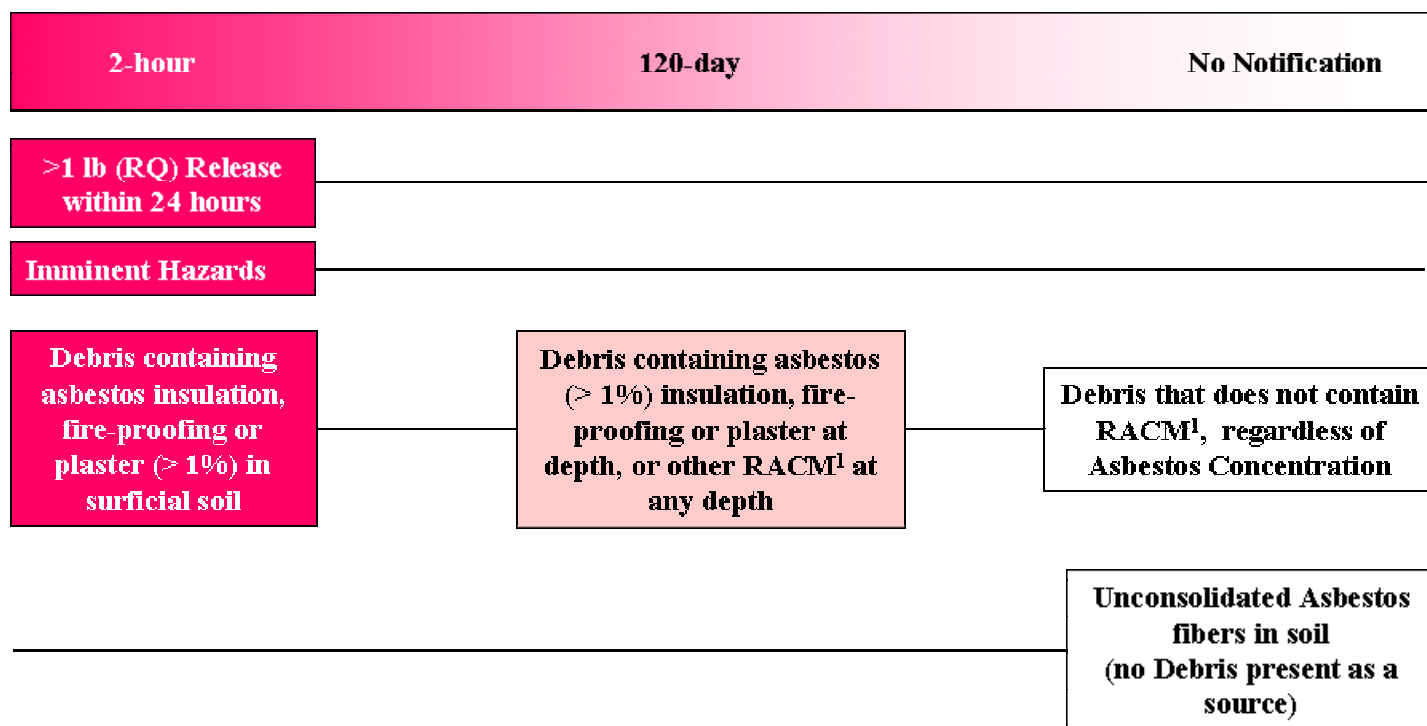 2-hour 120-day No Notification
>1 lb (RQ) Release
within 24 hours
Imminent Hazards
Debris containing
asbestos insulation,
fire-proofing or
plaster (> 1%) in
surficial soil
Debris containing asbestos
(> 1%) insulation, fire-
proofing or plaster at
depth, or other RACM¹ at
any depth
Debris that does not contain
RACM¹, regardless of
Asbestos Concentration
Unconsolidated Asbestos
fibers in soil
(no Debris present as a
source)